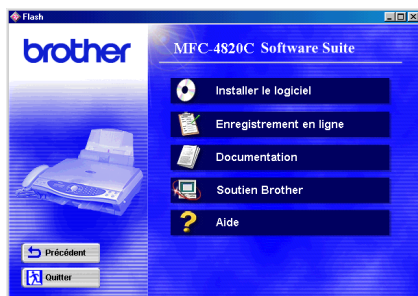 Flash
brother
MFC-4820C Software Suite
Installer le logiciel
Enregistrement en ligne
Documentation
Soutien Brother
Aide
Précédent
Quitter